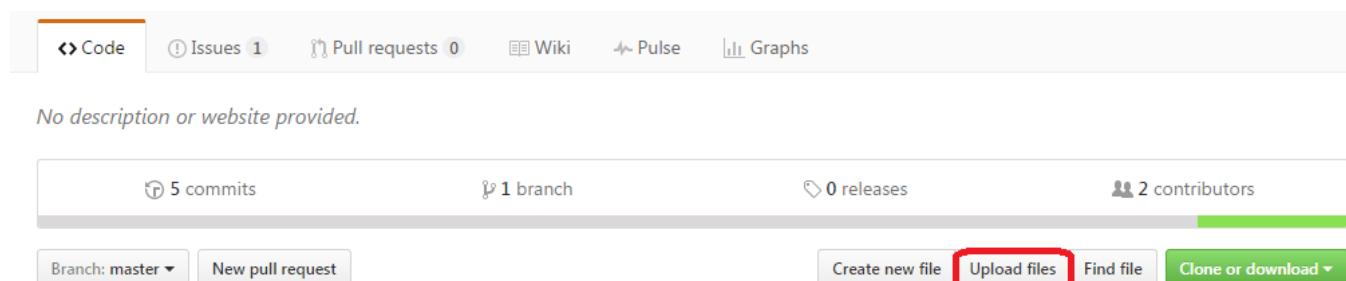 Code Issues 1 Pull requests 0 Wiki Pulse Graphs
No description or website provided.
5 commits 1 branch 0 releases 2 contributors
Branch: master New pull request Create new file Upload files Find file Clone or download